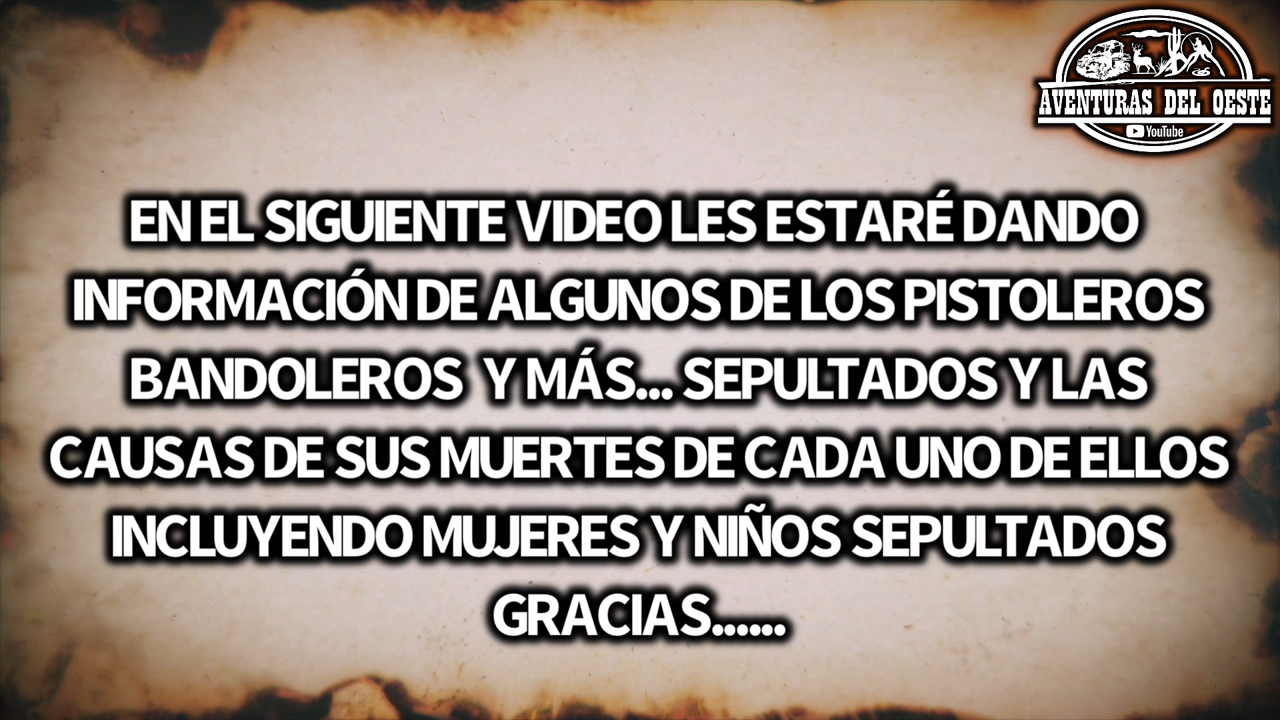 AVENTURAS DEL OESTE
YouTube
EN EL SIGUIENTE VIDEO LES ESTARÉ DANDO
INFORMACIÓN DE ALGUNOS DE LOS PISTOLEROS
BANDOLEROS Y MÁS... SEPULTADOS Y LAS
CAUSAS DE SUS MUERTES DE CADA UNO DE ELLOS
INCLUYENDO MUJERES Y NIÑOS SEPULTADOS
GRACIAS......